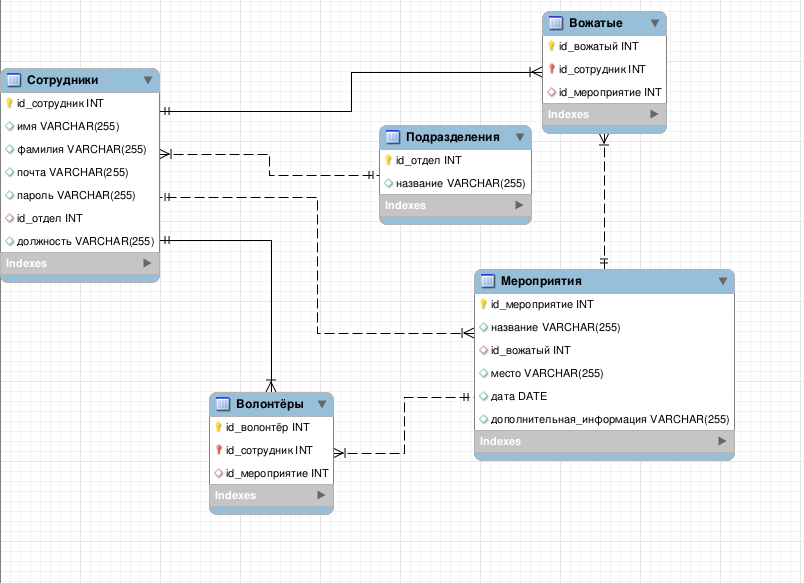 Вожатые
id_вожатый INT
id_сотрудник INT
id_мероприятие INT
Indexes
Сотрудники
id_сотрудник INT
имя VARCHAR(255)
фамилия VARCHAR(255)
почта VARCHAR(255)
пароль VARCHAR(255)
id_отдел INT
должность VARCHAR(255)
Indexes
Подразделения
id_отдел INT
название VARCHAR(255)
Indexes
Мероприятия
id_мероприятие INT
название VARCHAR(255)
id_вожатый INT
место VARCHAR(255)
дата DATE
дополнительная_информация VARCHAR(255)
Indexes
Волонтёры
id_волонтёр INT
id_сотрудник INT
id_мероприятие INT
Indexes